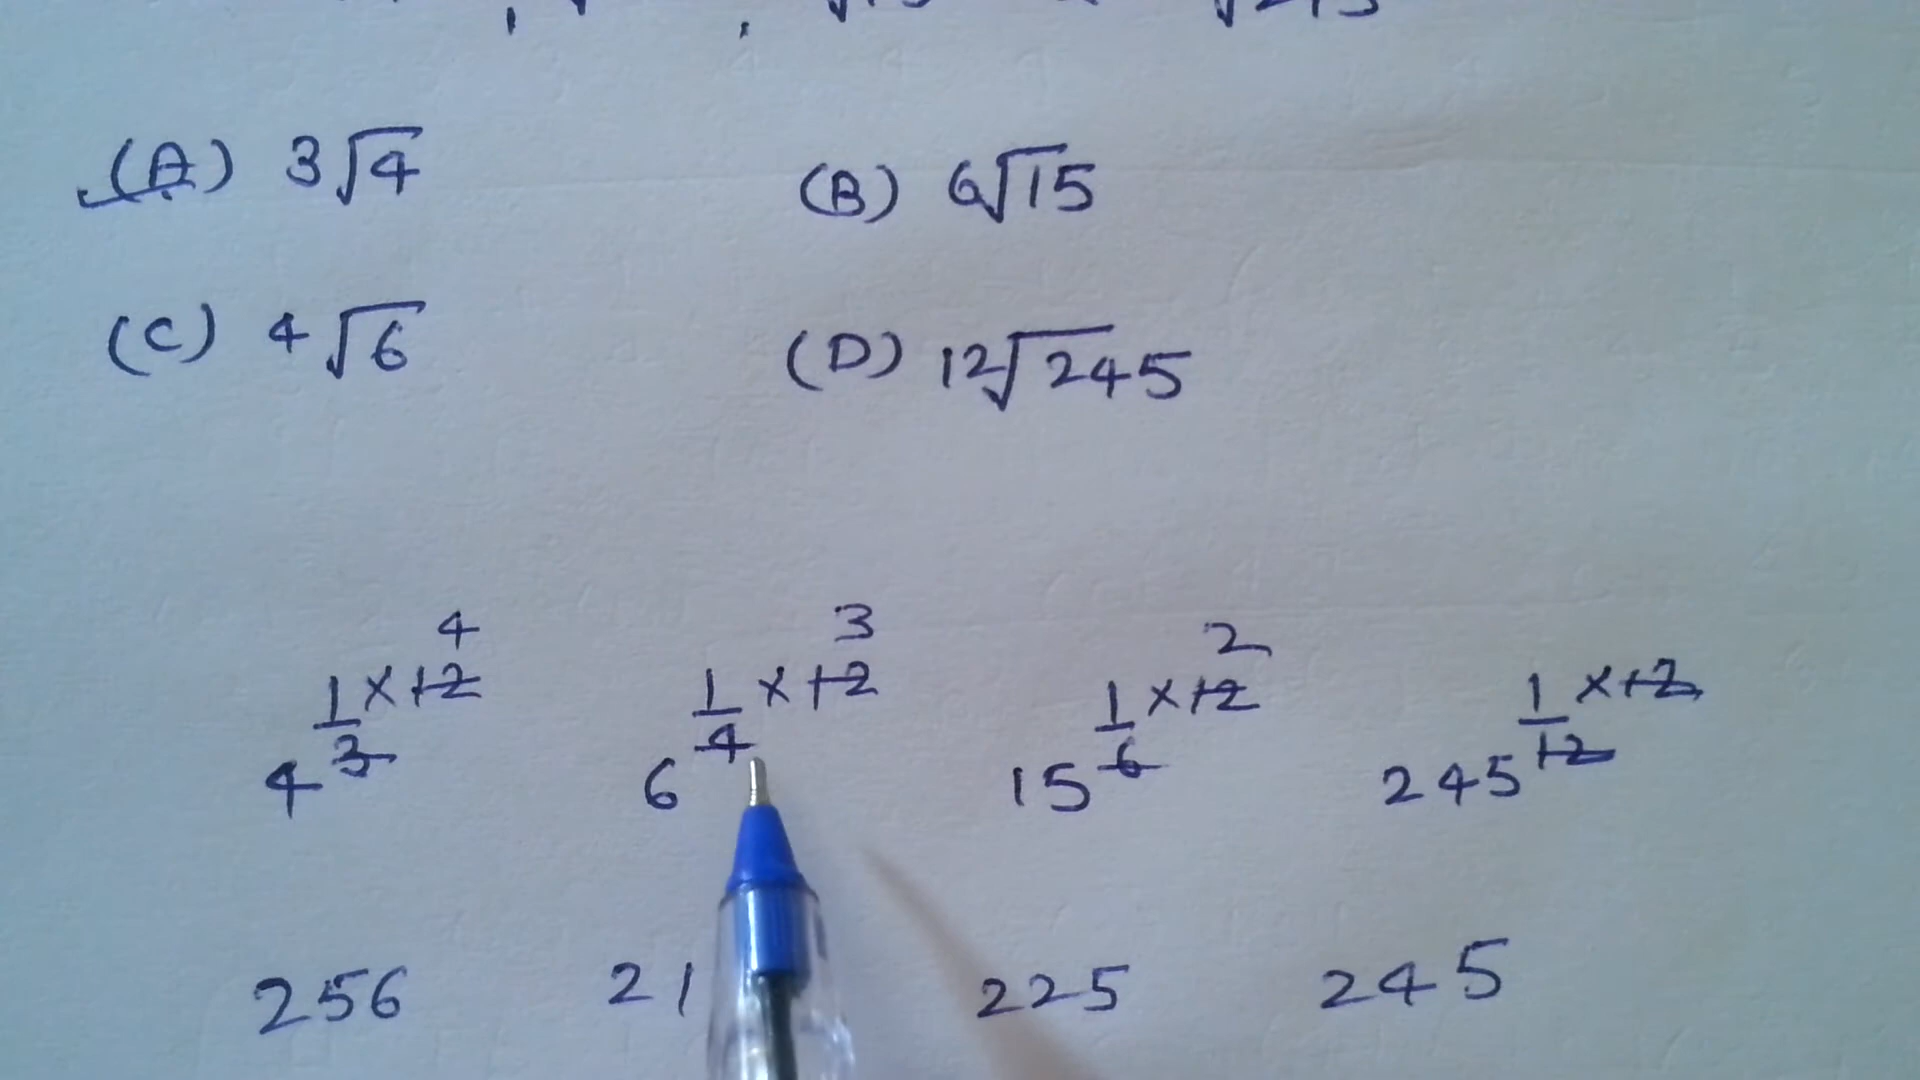 (A) 3√4 (B) 6√15
(C) 4√6 (D) 12√245
4^(1/3 × 12) 4 6^(1/4 × 12) 3 15^(1/6 × 12) 2 245^(1/12 × 12)
256 21 225 245